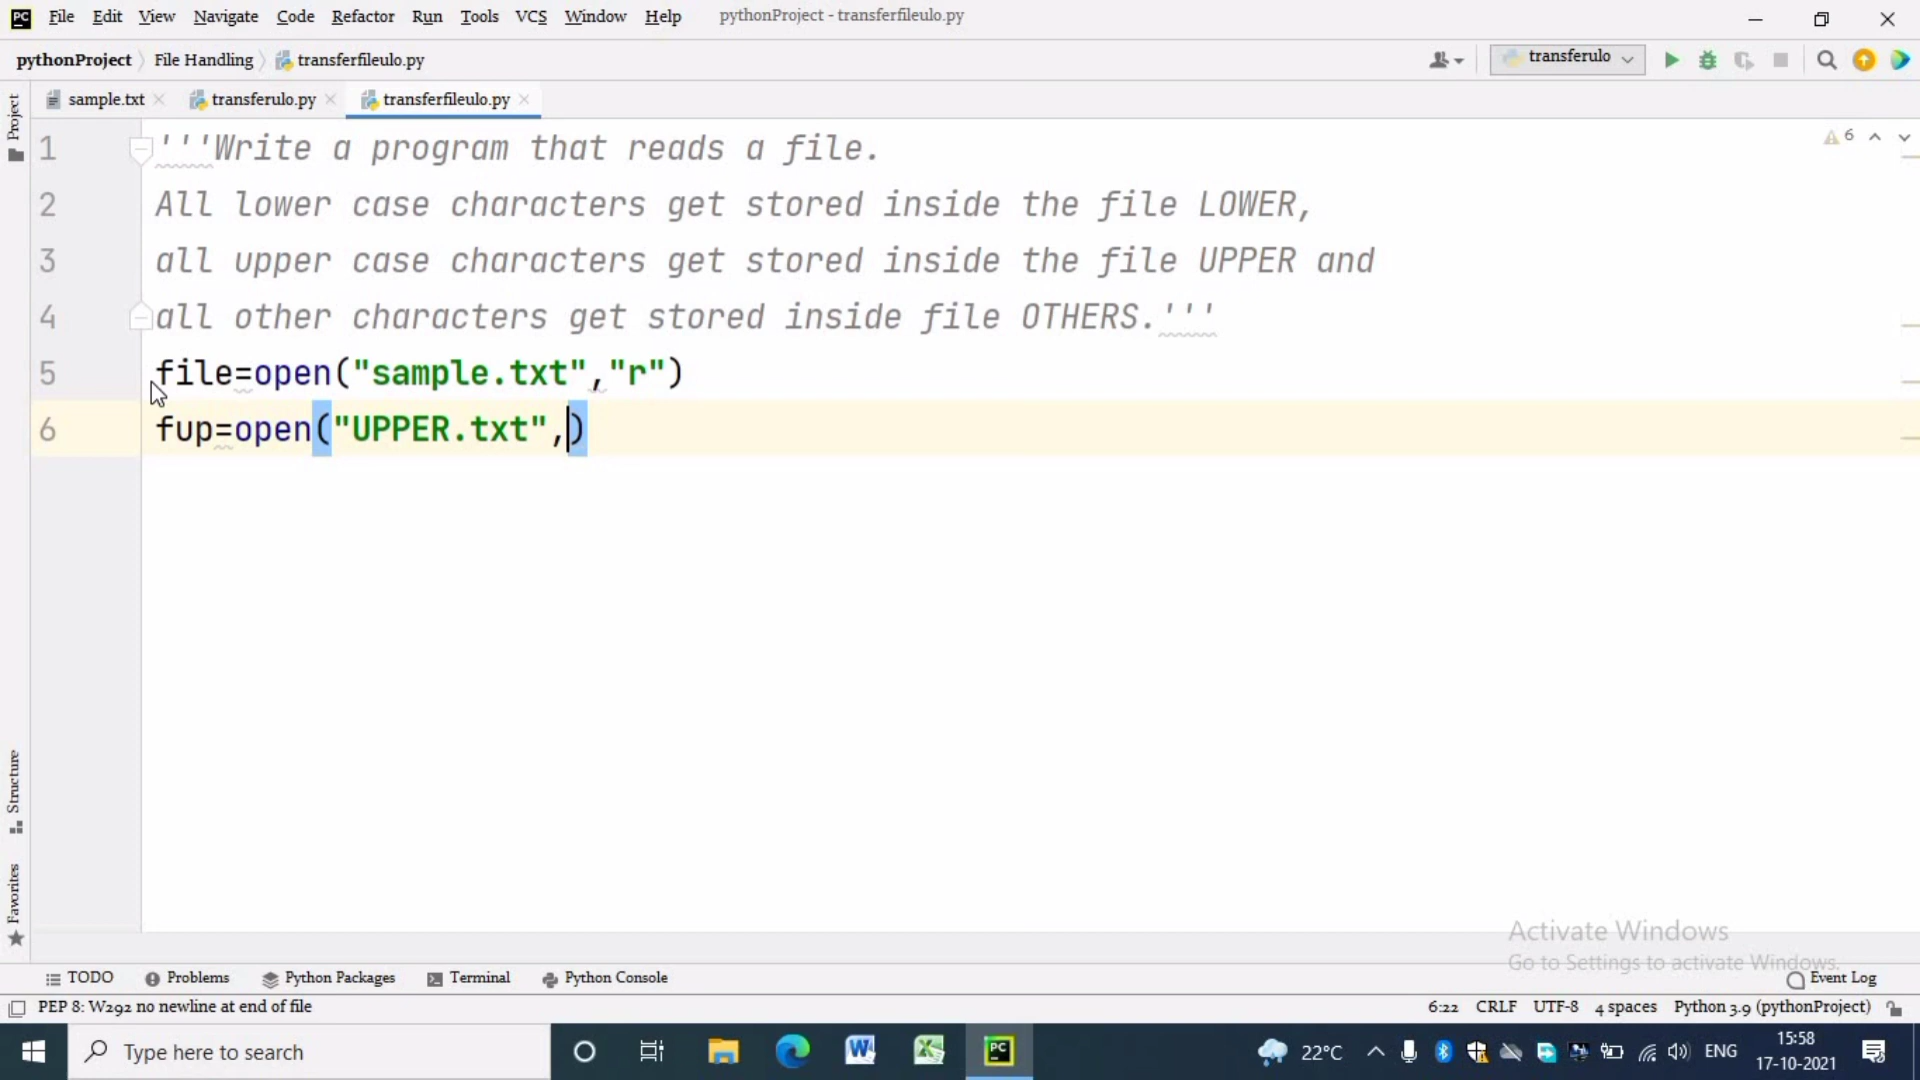 PC File Edit View Navigate Code Refactor Run Tools VCS Window Help pythonProject - transferfileulo.py
pythonProject File Handling transferfileulo.py transferulo
sample.txt transferulo.py transferfileulo.py
Project
1 '''Write a program that reads a file. 6
2 All lower case characters get stored inside the file LOWER,
3 all upper case characters get stored inside the file UPPER and
4 all other characters get stored inside file OTHERS.'''
5 file=open("sample.txt","r")
6 fup=open("UPPER.txt",)
Structure
Favorites
Activate Windows
Go to Settings to activate Windows.
TODO Problems Python Packages Terminal Python Console Event Log
PEP 8: W292 no newline at end of file 6:22 CRLF UTF-8 4 spaces Python 3.9 (pythonProject)
Type here to search PC 22°C ENG 15:58
17-10-2021